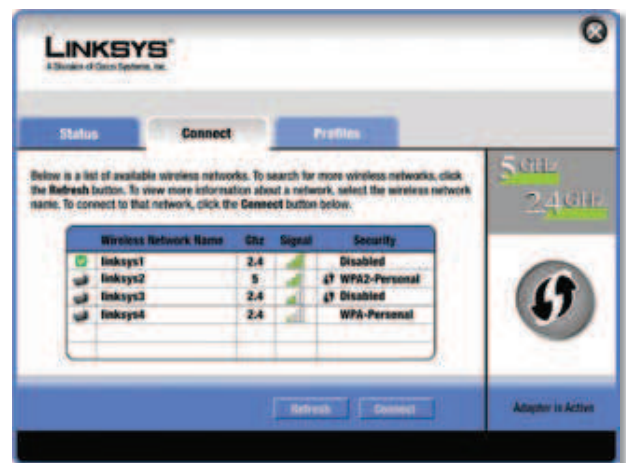 LINKSYS®
A Division of Cisco Systems, Inc.
Status Connect Profiles
Below is a list of available wireless networks. To search for more wireless networks, click
the Refresh button. To view more information about a network, select the wireless network
name. To connect to that network, click the Connect button below.
5 GHz
2.4 GHz
Wireless Network Name Ghz Signal Security
linksys1 2.4 Disabled
linksys2 5 WPA2-Personal
linksys3 2.4 Disabled
linksys4 2.4 WPA-Personal
Refresh Connect
Adapter is Active